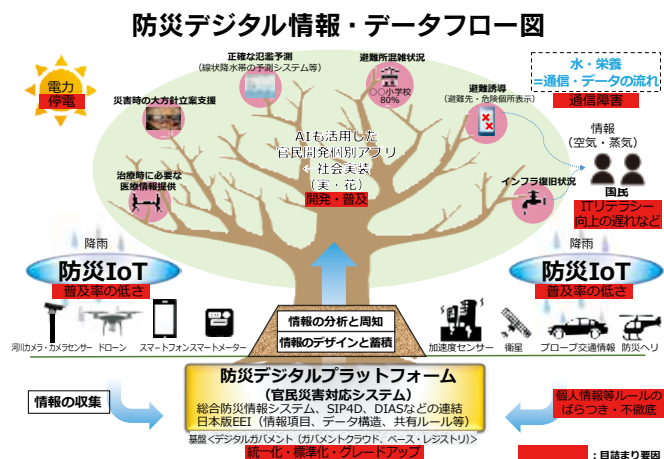 防災デジタル情報・データフロー図
電力
停電
災害時の大方針立案支援
正確な氾濫予測
(線状降水帯の予測システム等)
避難所混雑状況
○○小学校
80%
避難誘導
(避難先・危険個所表示)
水・栄養
=通信・データの流れ
通信障害
情報
(空気・蒸気)
国民
ITリテラシー
向上の遅れなど
治療時に必要な
医療情報提供
AIも活用した
官民開発個別アプリ
・社会実装
(実・花)
開発・普及
インフラ復旧状況
降雨
防災IoT
普及率の低さ
降雨
防災IoT
普及率の低さ
河川カメラ・カメラセンサー
ドローン
スマートフォン
スマートメーター
情報の分析と周知
情報のデザインと蓄積
加速度センサー
衛星
プローブ交通情報
防災ヘリ
情報の収集
防災デジタルプラットフォーム
(官民災害対応システム)
総合防災情報システム、SIP4D、DIASなどの連結
日本版EEI(情報項目、データ構造、共有ルール等)
基盤<デジタルガバメント(ガバメントクラウド、ベース・レジストリ)>
統一化・標準化・グレードアップ
個人情報等ルールの
ばらつき・不徹底
:目詰まり要因